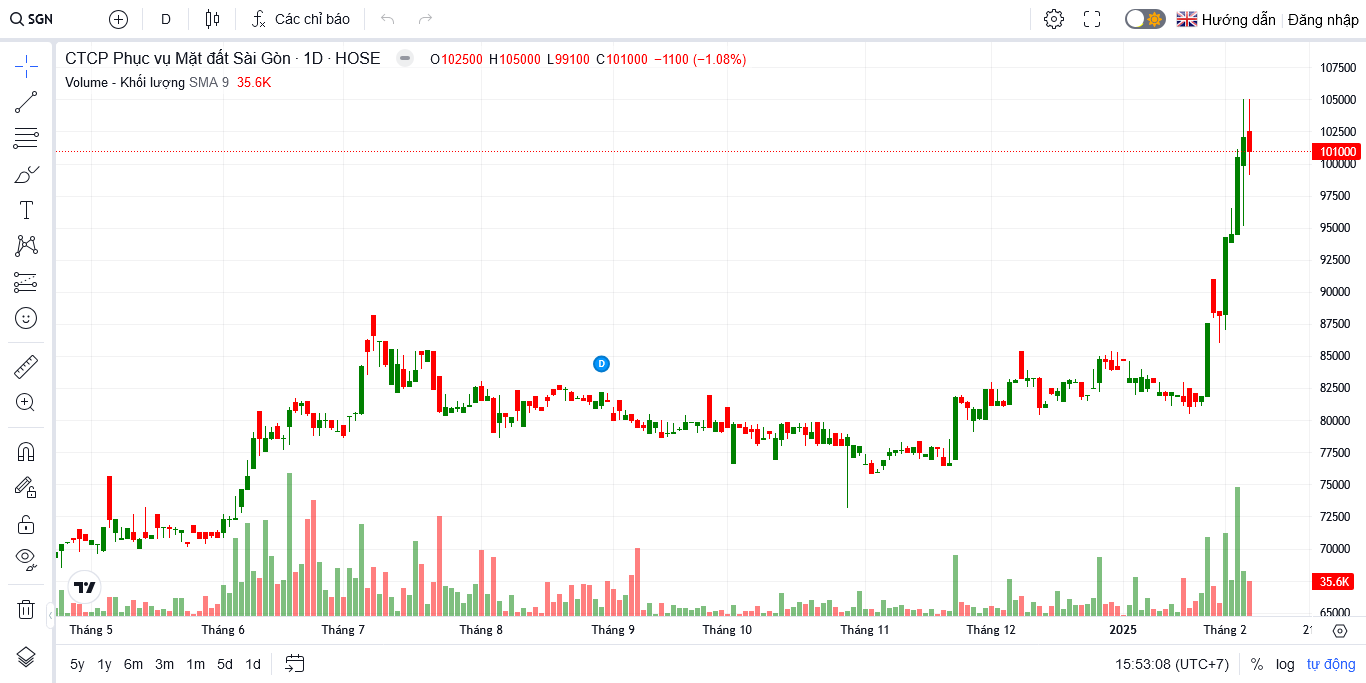 SGN D Các chỉ báo Hướng dẫn Đăng nhập
CTCP Phục vụ Mặt đất Sài Gòn · 1D · HOSE O102500 H105000 L99100 C101000 −1100 (−1.08%)
Volume - Khối lượng SMA 9 35.6K
107500
105000
102500
101000
100000
97500
95000
92500
90000
87500
85000
D
82500
80000
77500
75000
72500
70000
35.6K
65000
Tháng 5 Tháng 6 Tháng 7 Tháng 8 Tháng 9 Tháng 10 Tháng 11 Tháng 12 2025 Tháng 2
5y 1y 6m 3m 1m 5d 1d 15:53:08 (UTC+7) % log tự động